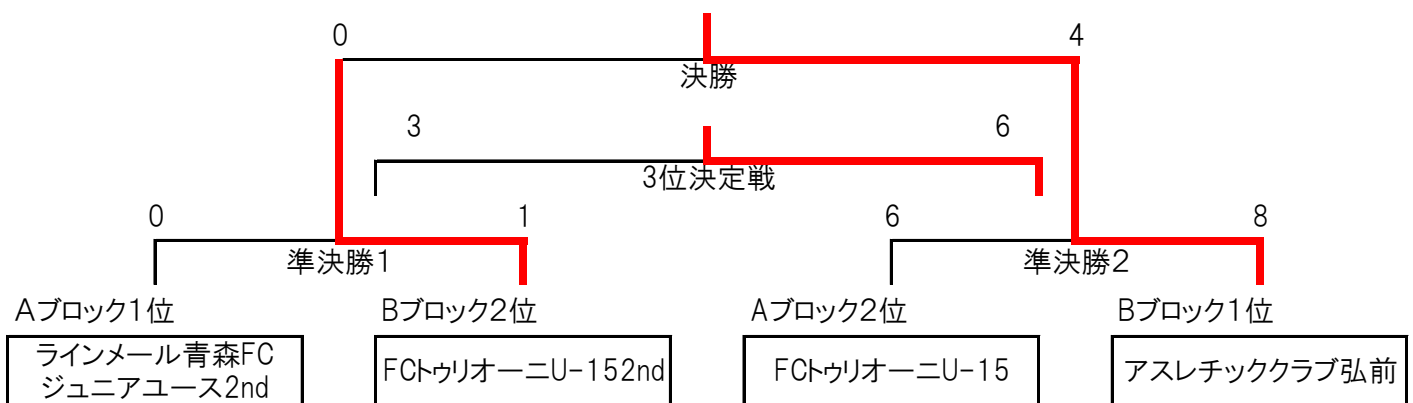 0 4
決勝
3 6
3位決定戦
0 1 6 8
準決勝1 準決勝2
Aブロック1位 Bブロック2位 Aブロック2位 Bブロック1位
ラインメール青森FC
ジュニアユース2nd
FCトゥリオーニU-152nd
FCトゥリオーニU-15
アスレチッククラブ弘前